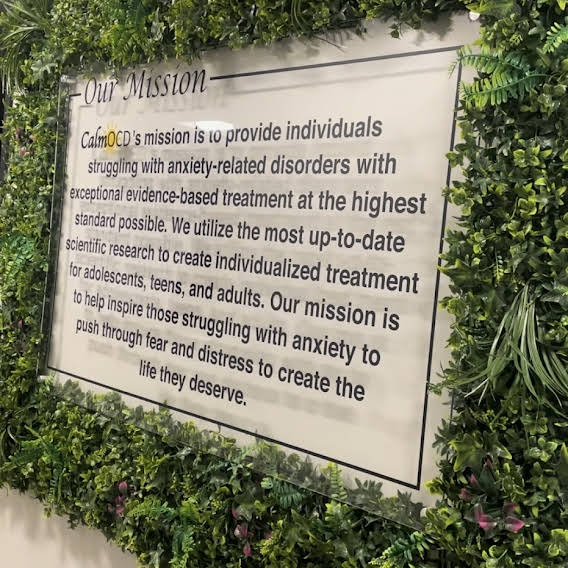 Our Mission
CalmOCD's mission is to provide individuals
struggling with anxiety-related disorders with
exceptional evidence-based treatment at the highest
standard possible. We utilize the most up-to-date
scientific research to create individualized treatment
for adolescents, teens, and adults. Our mission is
to help inspire those struggling with anxiety to
push through fear and distress to create the
life they deserve.